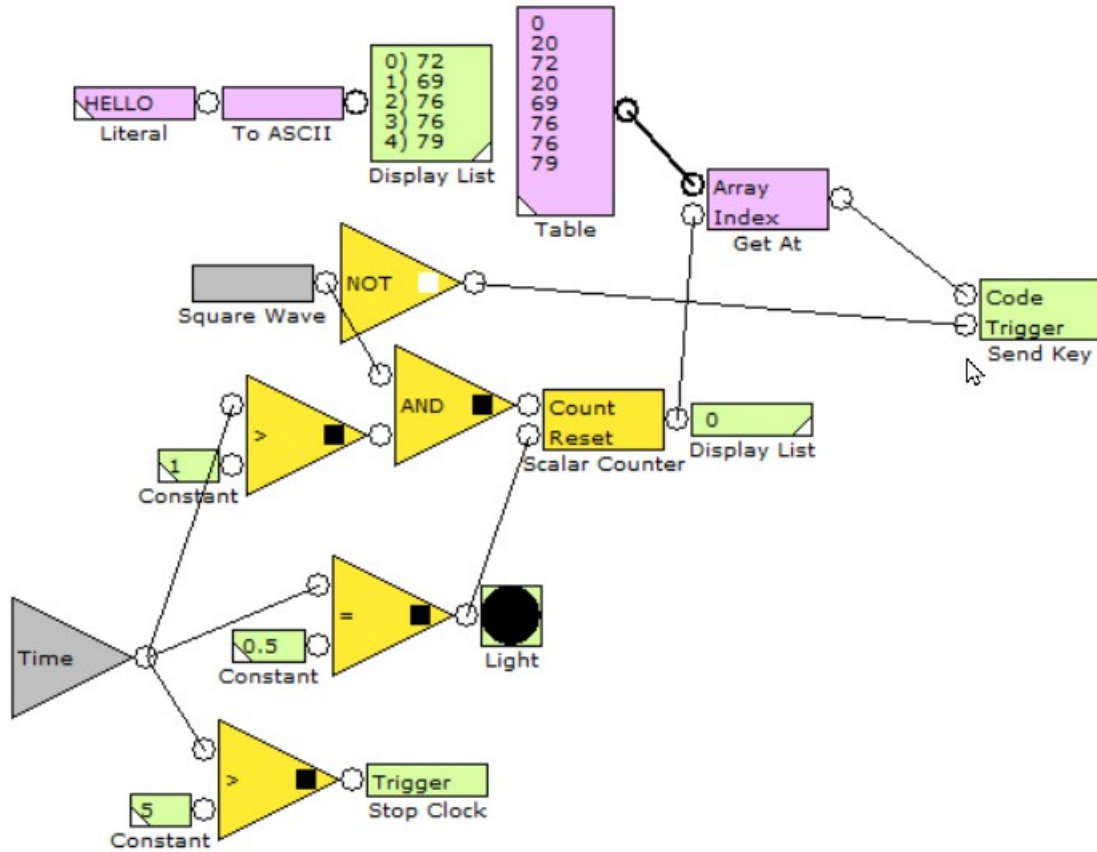 HELLO
Literal
To ASCII
0) 72
1) 69
2) 76
3) 76
4) 79
Display List
0
20
72
20
69
76
76
79
Table
Array
Index
Get At
Square Wave
NOT
Code
Trigger
Send Key
>
1
Constant
AND
Count
Reset
Scalar Counter
0
Display List
Time
=
0.5
Constant
Light
>
5
Constant
Trigger
Stop Clock